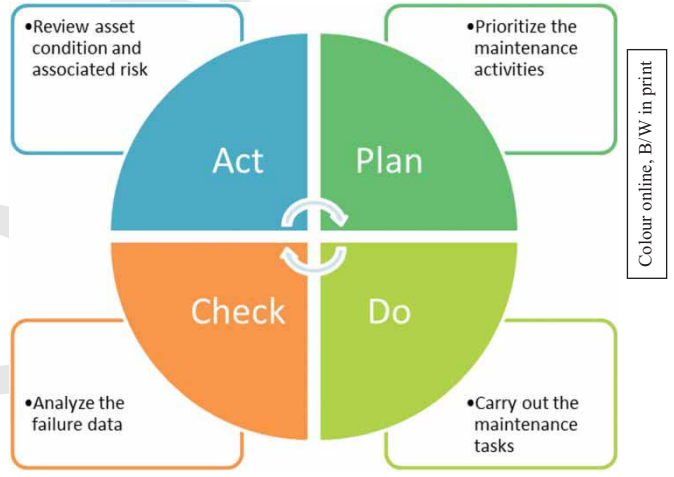 •Review asset
condition and
associated risk
•Prioritize the
maintenance
activities
Act
Plan
Check
Do
•Analyze the
failure data
•Carry out the
maintenance
tasks
Colour online, B/W in print